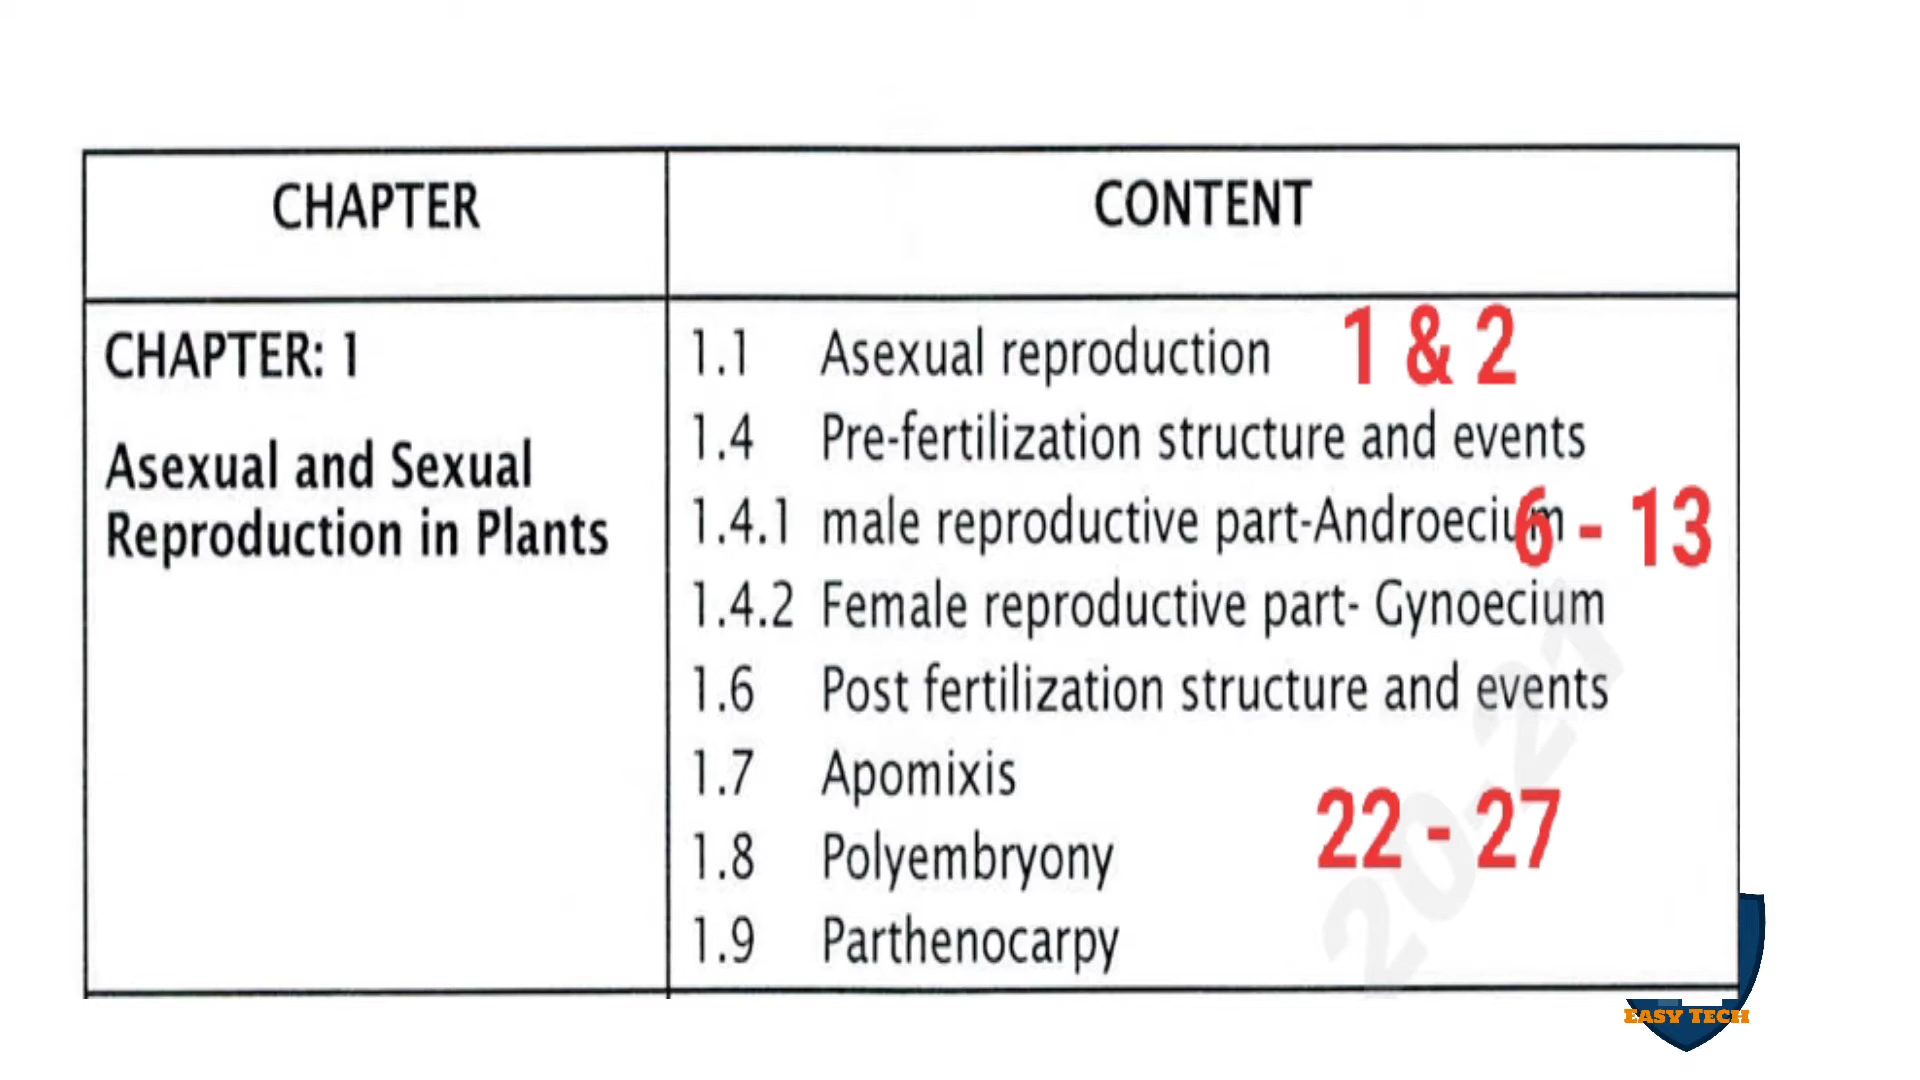 CHAPTER CONTENT
CHAPTER: 1
Asexual and Sexual
Reproduction in Plants
1.1 Asexual reproduction 1 & 2
1.4 Pre-fertilization structure and events
1.4.1 male reproductive part-Androecium 6 - 13
1.4.2 Female reproductive part- Gynoecium
1.6 Post fertilization structure and events
1.7 Apomixis
22 - 27
1.8 Polyembryony
1.9 Parthenocarpy
20-21
EASY TECH